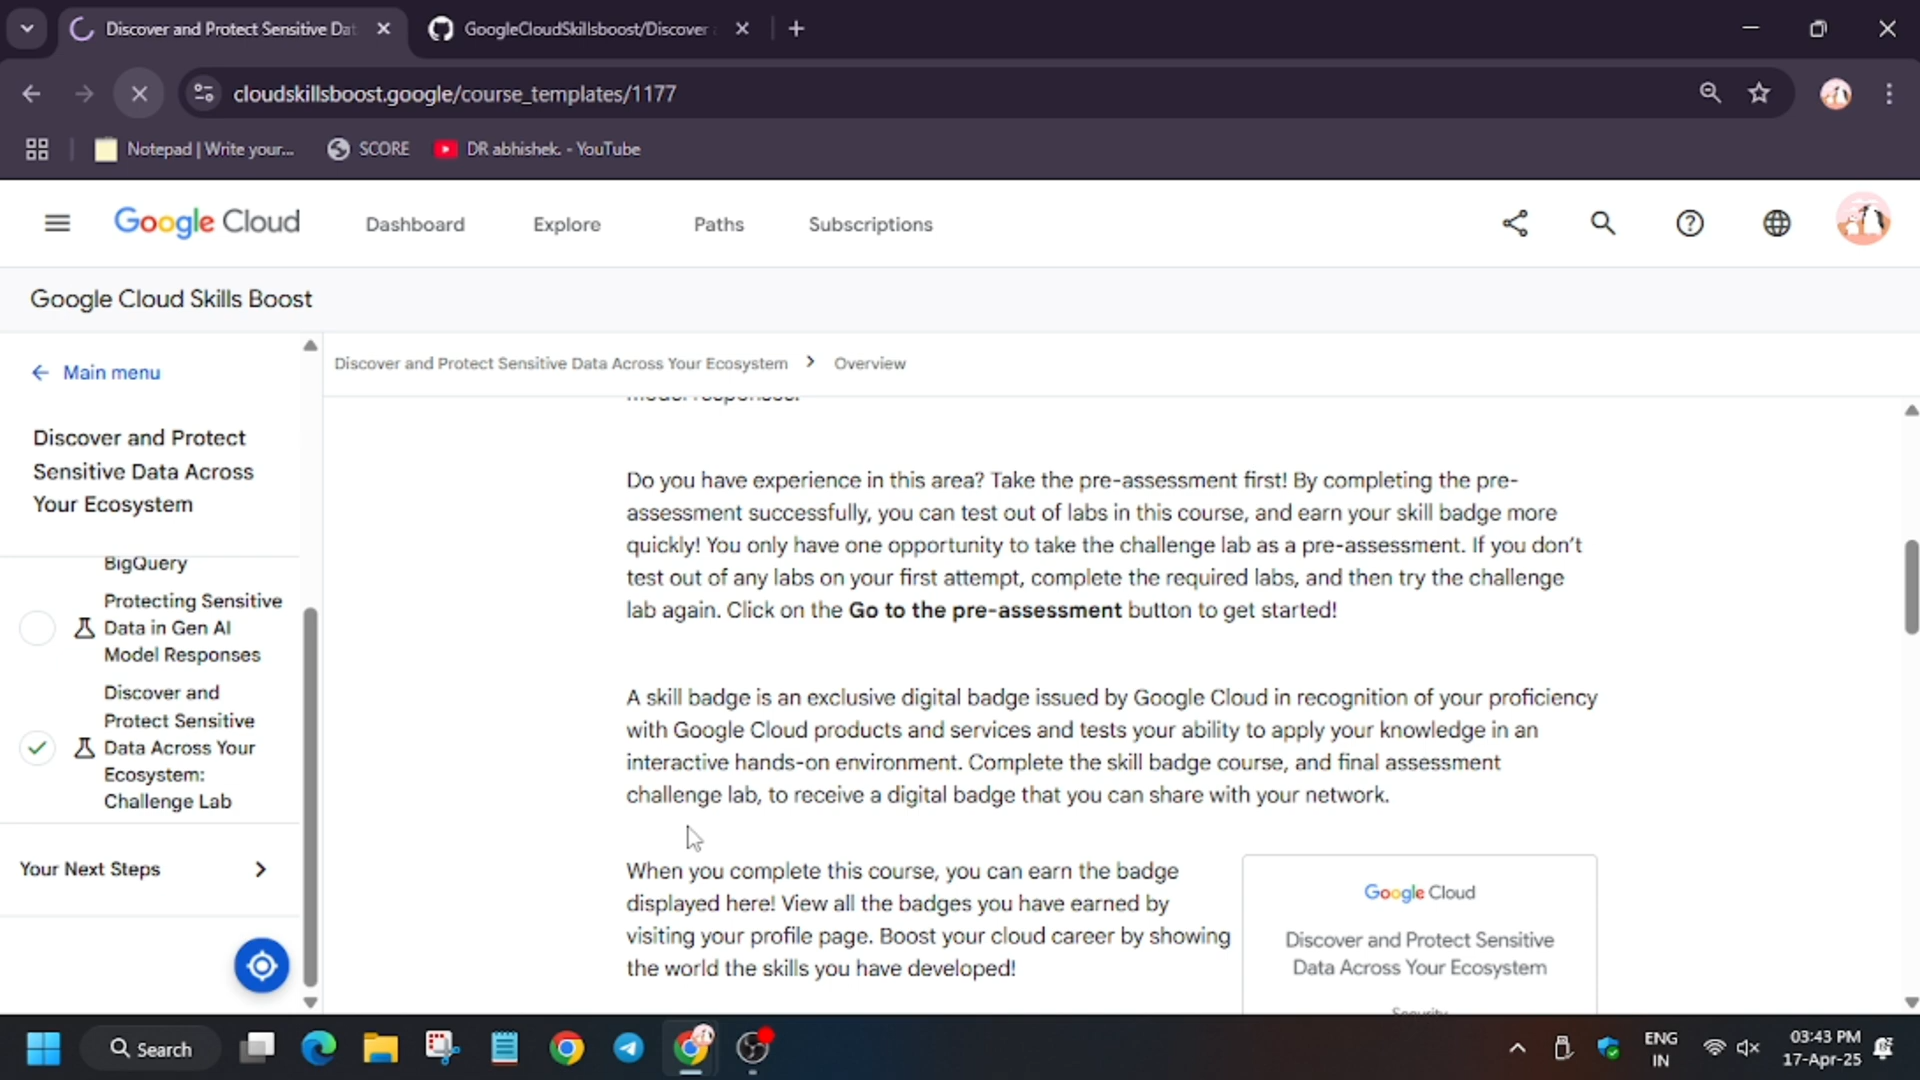 Discover and Protect Sensitive Dat
GoogleCloudSkillsboost/Discover
cloudskillsboost.google/course_templates/1177
Notepad | Write your...
SCORE
DR abhishek. - YouTube
Google Cloud
Dashboard
Explore
Paths
Subscriptions
Google Cloud Skills Boost
Main menu
Discover and Protect Sensitive Data Across Your Ecosystem
Overview
Discover and Protect
Sensitive Data Across
Your Ecosystem
BigQuery
Protecting Sensitive
Data in Gen AI
Model Responses
Discover and
Protect Sensitive
Data Across Your
Ecosystem:
Challenge Lab
Your Next Steps
model responses.
Do you have experience in this area? Take the pre-assessment first! By completing the pre-
assessment successfully, you can test out of labs in this course, and earn your skill badge more
quickly! You only have one opportunity to take the challenge lab as a pre-assessment. If you don't
test out of any labs on your first attempt, complete the required labs, and then try the challenge
lab again. Click on the Go to the pre-assessment button to get started!
A skill badge is an exclusive digital badge issued by Google Cloud in recognition of your proficiency
with Google Cloud products and services and tests your ability to apply your knowledge in an
interactive hands-on environment. Complete the skill badge course, and final assessment
challenge lab, to receive a digital badge that you can share with your network.
When you complete this course, you can earn the badge
displayed here! View all the badges you have earned by
visiting your profile page. Boost your cloud career by showing
the world the skills you have developed!
Google Cloud
Discover and Protect Sensitive
Data Across Your Ecosystem
Security
Search
ENG
IN
03:43 PM
17-Apr-25